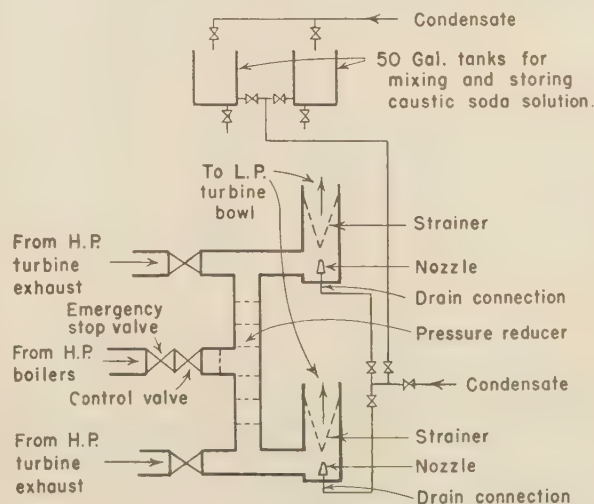 Condensate
50 Gal. tanks for
mixing and storing
caustic soda solution.
To L.P.
turbine
bowl
Strainer
From H.P.
turbine
exhaust
Nozzle
Drain connection
Emergency
stop valve
Pressure reducer
From H.P.
boilers
Control valve
Condensate
From H.P.
turbine
exhaust
Strainer
Nozzle
Drain connection